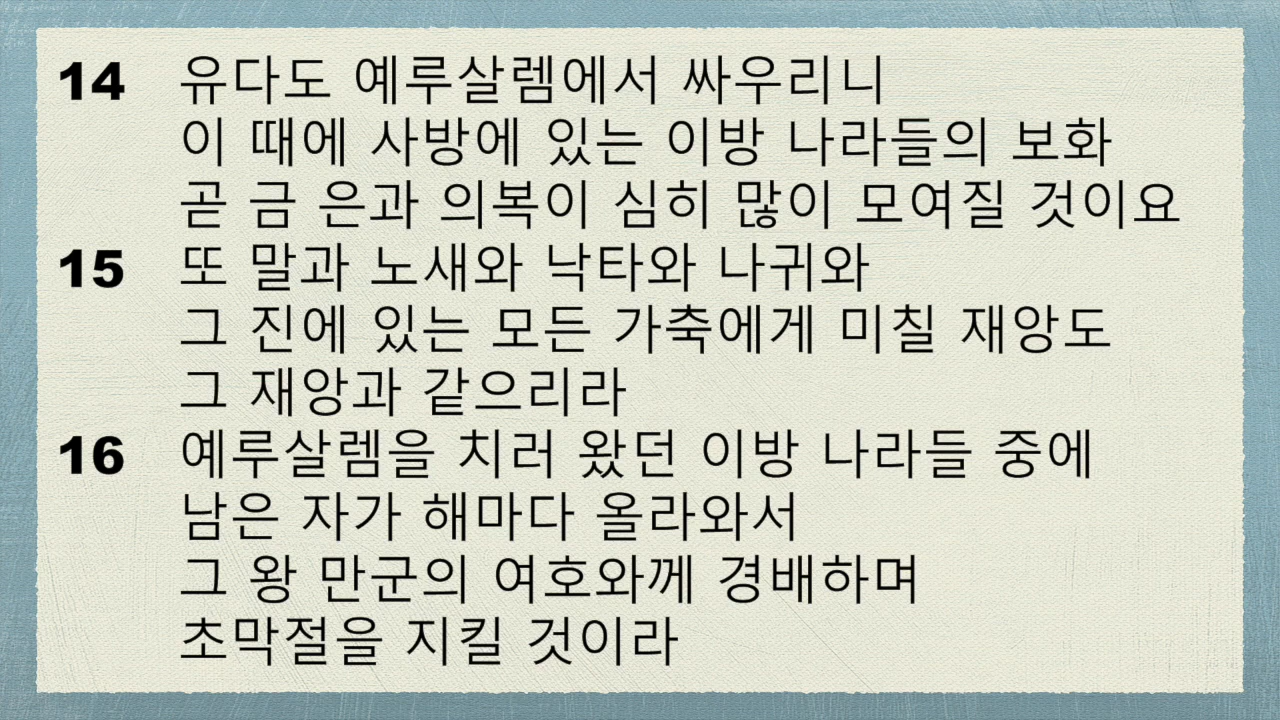 14 유다도 예루살렘에서 싸우리니
이 때에 사방에 있는 이방 나라들의 보화
곧 금 은과 의복이 심히 많이 모여질 것이요
15 또 말과 노새와 낙타와 나귀와
그 진에 있는 모든 가축에게 미칠 재앙도
그 재앙과 같으리라
16 예루살렘을 치러 왔던 이방 나라들 중에
남은 자가 해마다 올라와서
그 왕 만군의 여호와께 경배하며
초막절을 지킬 것이라